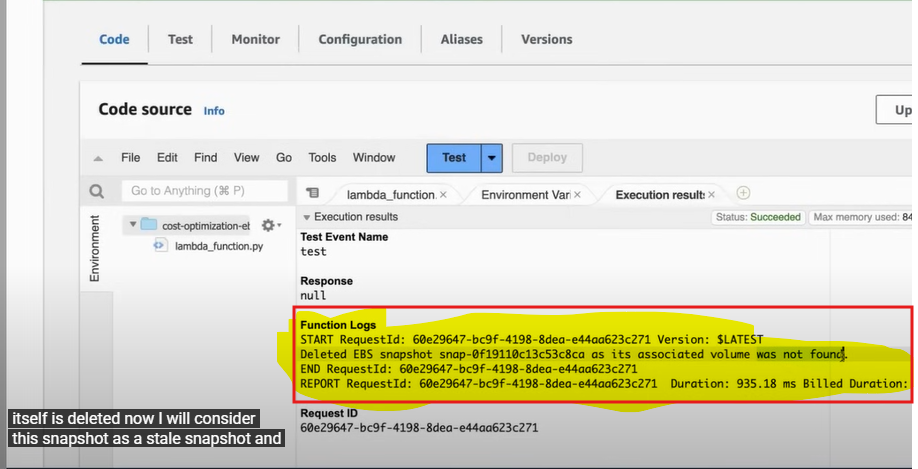 Code Test Monitor Configuration Aliases Versions
Code source Info
Up
File Edit Find View Go Tools Window Test Deploy
Go to Anything (⌘ P) lambda_function. × Environment Vari × Execution results ×
Execution results Status: Succeeded Max memory used: 84
Environment
cost-optimization-eb
lambda_function.py
Test Event Name
test
Response
null
Function Logs
START RequestId: 60e29647-bc9f-4198-8dea-e44aa623c271 Version: $LATEST
Deleted EBS snapshot snap-0f19110c13c53c8ca as its associated volume was not found.
END RequestId: 60e29647-bc9f-4198-8dea-e44aa623c271
REPORT RequestId: 60e29647-bc9f-4198-8dea-e44aa623c271 Duration: 935.18 ms Billed Duration:
Request ID
60e29647-bc9f-4198-8dea-e44aa623c271
itself is deleted now I will consider
this snapshot as a stale snapshot and